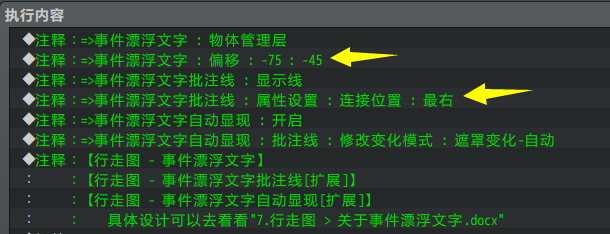 执行内容
◆注释：=>事件漂浮文字 : 物体管理层
◆注释：=>事件漂浮文字 : 偏移 : -75 : -45
◆注释：=>事件漂浮文字批注线 : 显示线
◆注释：=>事件漂浮文字批注线 : 属性设置 : 连接位置 : 最右
◆注释：=>事件漂浮文字自动显现 : 开启
◆注释：=>事件漂浮文字自动显现 : 批注线 : 修改变化模式 : 遮罩变化-自动
◆注释：【行走图 - 事件漂浮文字】
：　　：【行走图 - 事件漂浮文字批注线[扩展]】
：　　：【行走图 - 事件漂浮文字自动显现[扩展]】
：　　：　具体设计可以去看看"7.行走图 > 关于事件漂浮文字.docx"